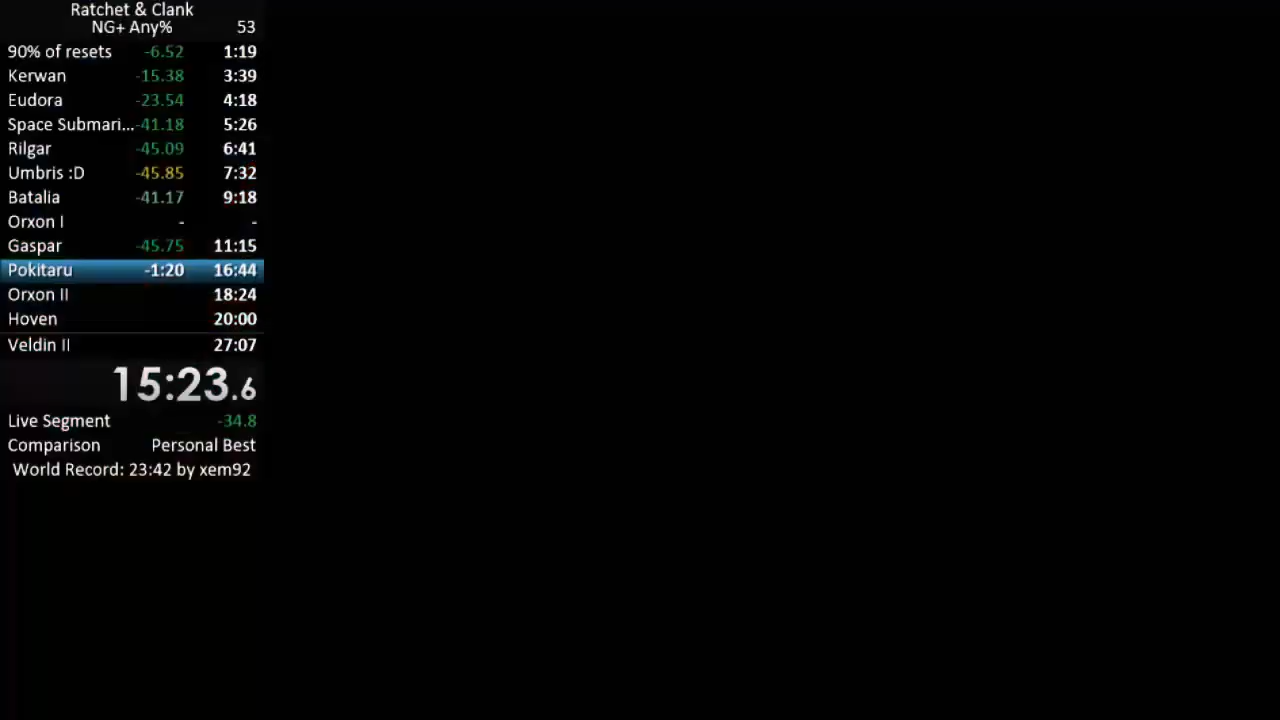 Ratchet & Clank
NG+ Any% 53
90% of resets -6.52 1:19
Kerwan -15.38 3:39
Eudora -23.54 4:18
Space Submari... -41.18 5:26
Rilgar -45.09 6:41
Umbris :D -45.85 7:32
Batalia -41.17 9:18
Orxon I - -
Gaspar -45.75 11:15
Pokitaru -1:20 16:44
Orxon II 18:24
Hoven 20:00
Veldin II 27:07
15:23.6
Live Segment -34.8
Comparison Personal Best
World Record: 23:42 by xem92